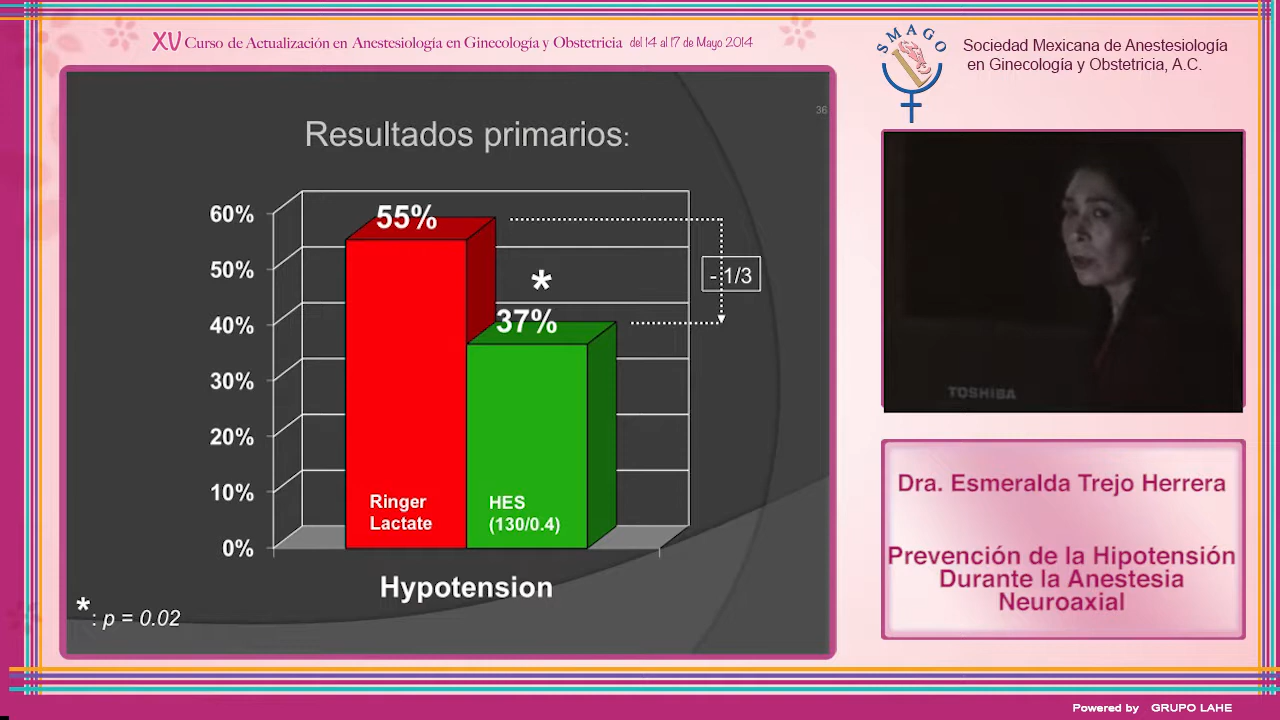 XV Curso de Actualización en Anestesiología en Ginecología y Obstetricia del 14 al 17 de Mayo 2014
SMAGO
Sociedad Mexicana de Anestesiología
en Ginecología y Obstetricia, A.C.
36
Resultados primarios:
60%
50%
40%
30%
20%
10%
0%
55%
*
37%
- 1/3
Ringer
Lactate
HES
(130/0.4)
Hypotension
*: p = 0.02
TOSHIBA
Dra. Esmeralda Trejo Herrera
Prevención de la Hipotensión
Durante la Anestesia
Neuroaxial
Powered by GRUPO LAHE